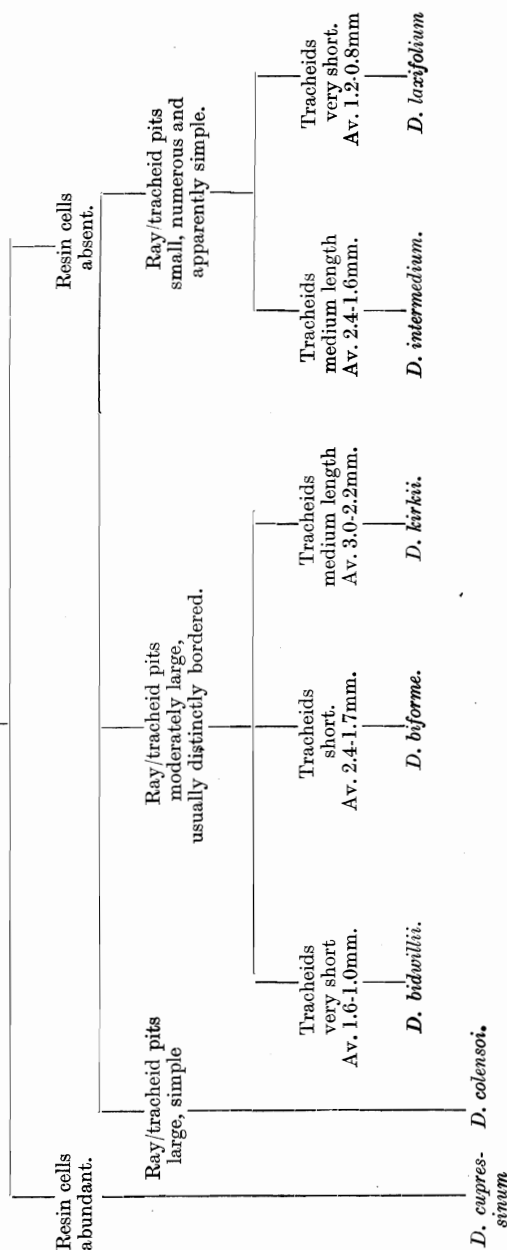 Resin cells
abundant.
Resin cells
absent.
Ray/tracheid pits
large, simple
Ray/tracheid pits
moderately large,
usually distinctly bordered.
Ray/tracheid pits
small, numerous and
apparently simple.
Tracheids
very short
Av. 1.6-1.0mm.
Tracheids
short.
Av. 2.4-1.7mm.
Tracheids
medium length
Av. 3.0-2.2mm.
Tracheids
medium length
Av. 2.4-1.6mm.
Tracheids
very short.
Av. 1.2-0.8mm
D. bidwillii.
D. biforme.
D. kirkii.
D. intermedium.
D. laxifolium
D. cupres-
sinum
D. colensoi.